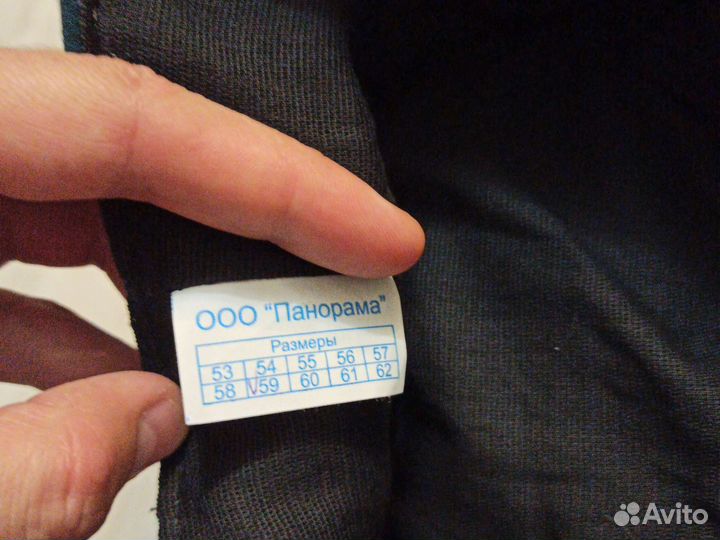 ООО "Панорама"
Размеры
53 54 55 56 57
58 V59 60 61 62
Avito